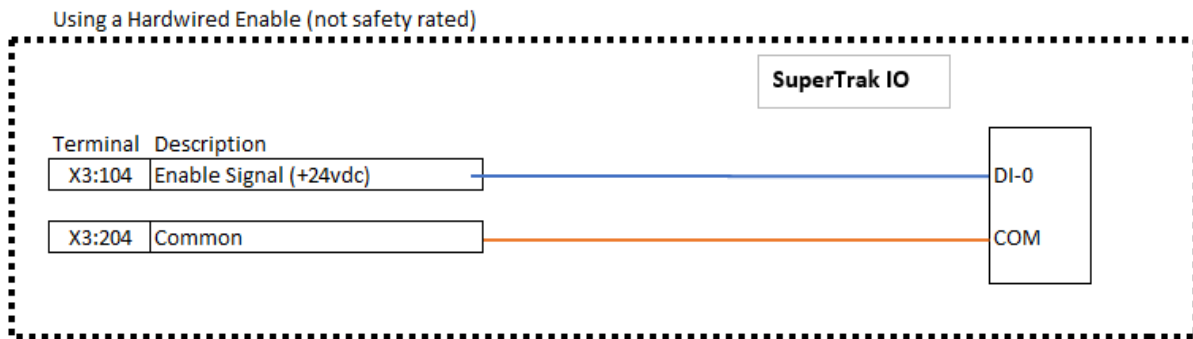 Using a Hardwired Enable (not safety rated)
SuperTrak IO
Terminal Description
X3:104 Enable Signal (+24vdc) DI-0
X3:204 Common COM